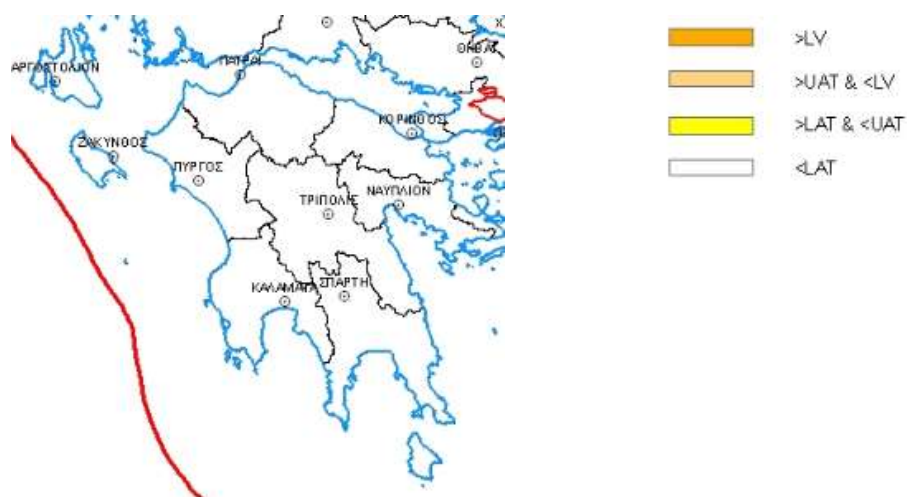 ΘΗΒΑΙ
ΠΑΤΡΑΙ
ΑΡΓΟΣΤΟΛΙΟΝ
ΚΟΡΙΝΘΟΣ
ΖΑΚΥΝΘΟΣ
ΠΥΡΓΟΣ
ΝΑΥΠΛΙΟΝ
ΤΡΙΠΟΛΙΣ
ΚΑΛΑΜΑΤΑ
ΣΠΑΡΤΗ
>LV
>UAT & <LV
>LAT & <UAT
<LAT